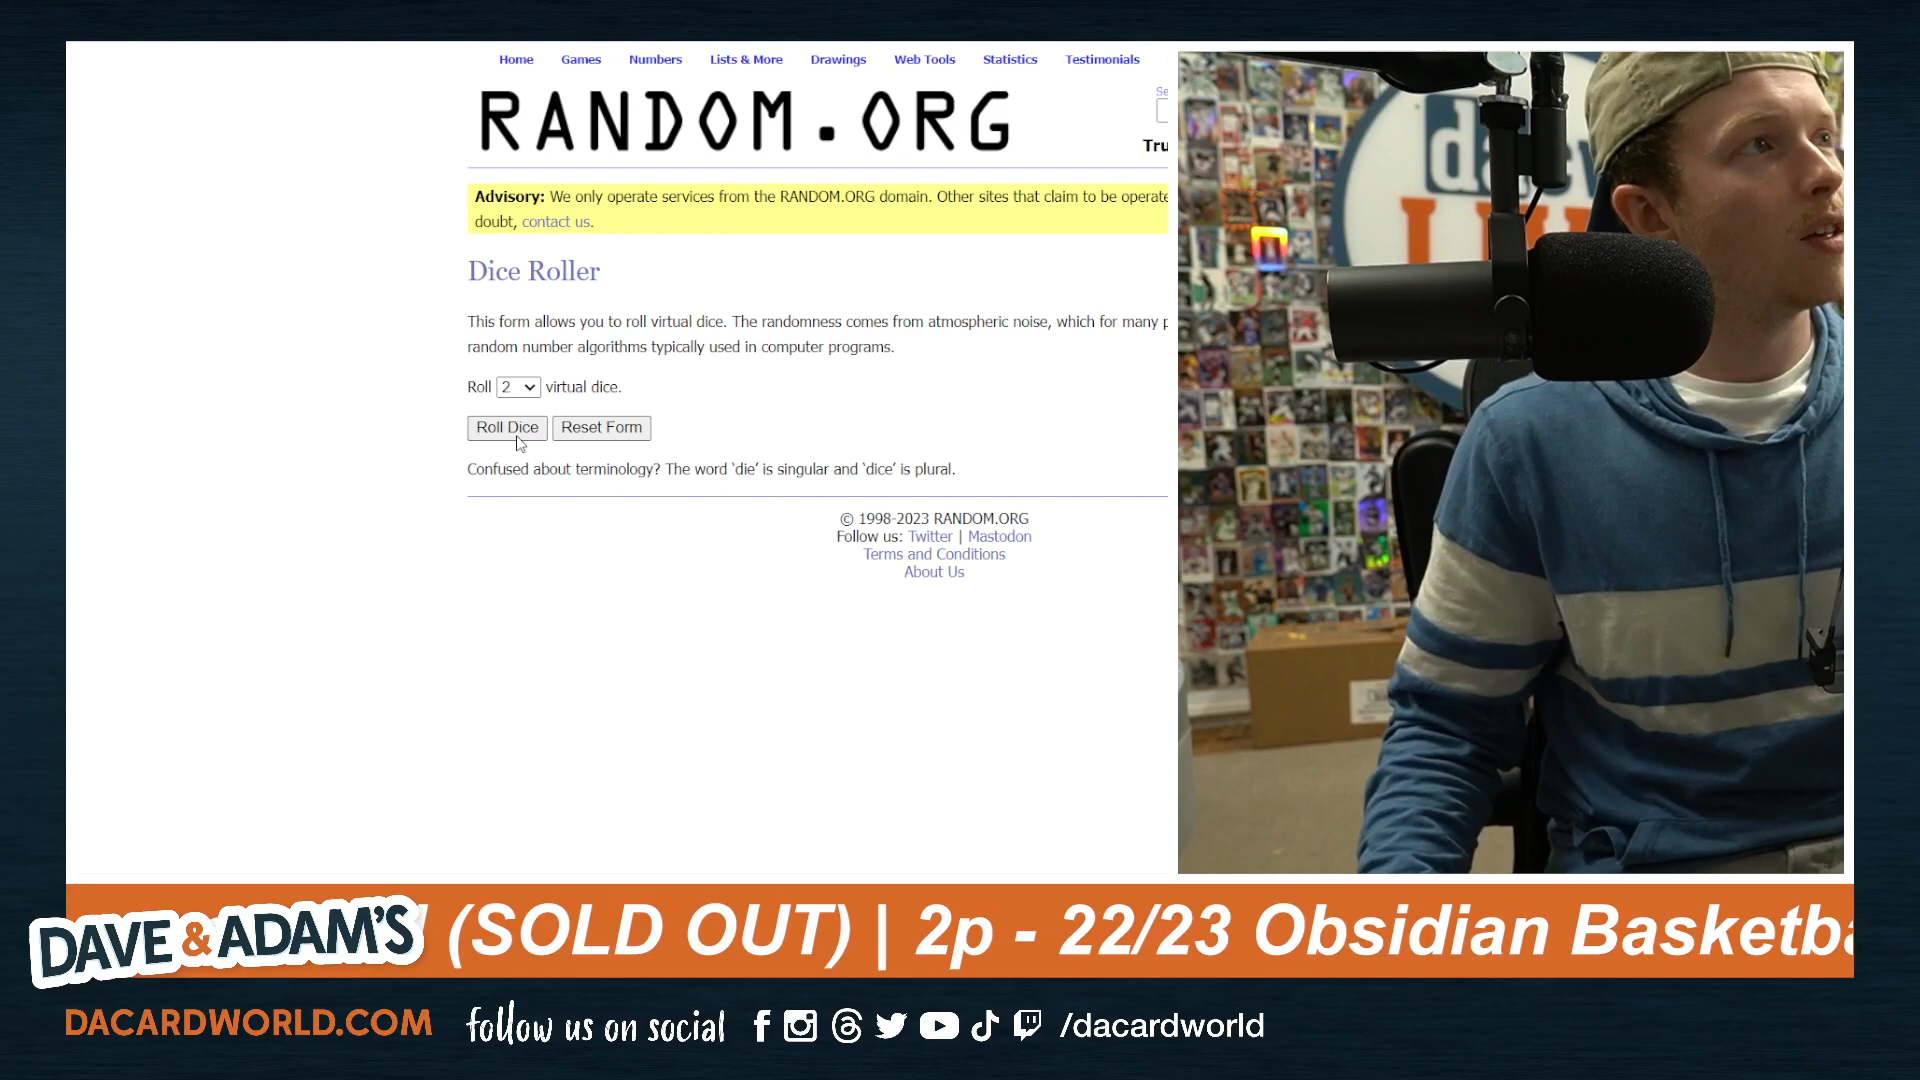 Home Games Numbers Lists & More Drawings Web Tools Statistics Testimonials
RANDOM.ORG
Se
Tru
Advisory: We only operate services from the RANDOM.ORG domain. Other sites that claim to be operate
doubt, contact us.
Dice Roller
This form allows you to roll virtual dice. The randomness comes from atmospheric noise, which for many p
random number algorithms typically used in computer programs.
Roll 2 virtual dice.
Roll Dice Reset Form
Confused about terminology? The word ‘die’ is singular and ‘dice’ is plural.
© 1998-2023 RANDOM.ORG
Follow us: Twitter | Mastodon
Terms and Conditions
About Us
DAVE & ADAM'S
(SOLD OUT) | 2p - 22/23 Obsidian Basketba
DACARDWORLD.COM
follow us on social /dacardworld